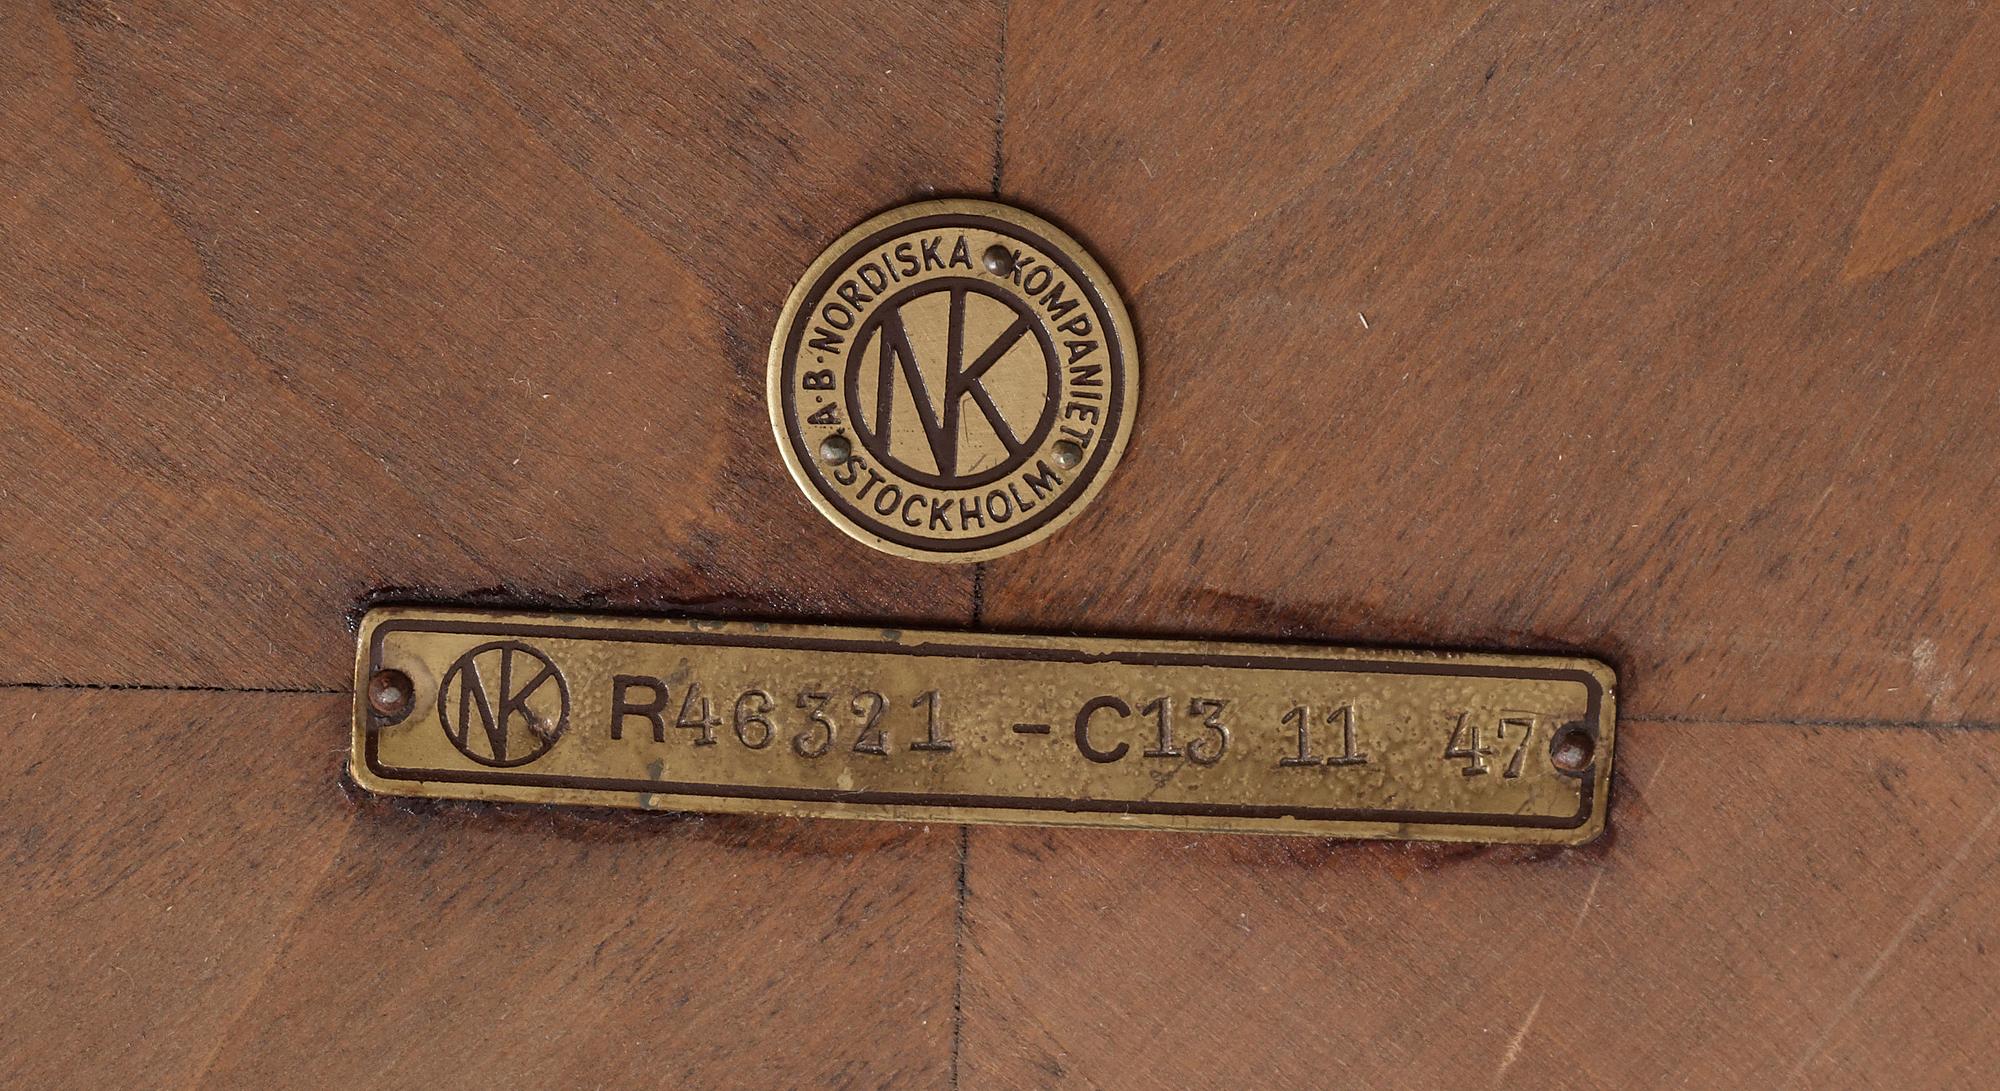 A·B·NORDISKA KOMPANIET
STOCKHOLM
NK
NK R46321 -C13 11 47